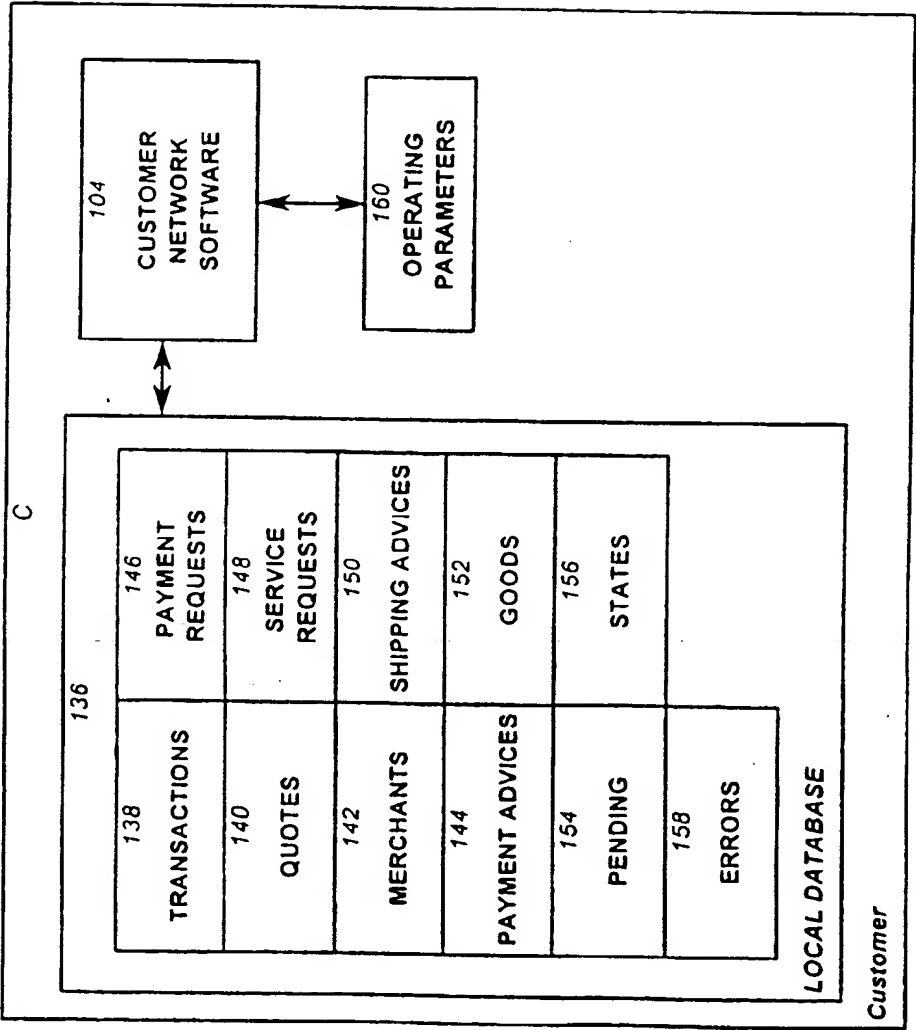 C
136
138
TRANSACTIONS
146
PAYMENT
REQUESTS
140
QUOTES
148
SERVICE
REQUESTS
142
MERCHANTS
150
SHIPPING ADVICES
144
PAYMENT ADVICES
152
GOODS
154
PENDING
156
STATES
158
ERRORS
LOCAL DATABASE
104
CUSTOMER
NETWORK
SOFTWARE
160
OPERATING
PARAMETERS
Customer